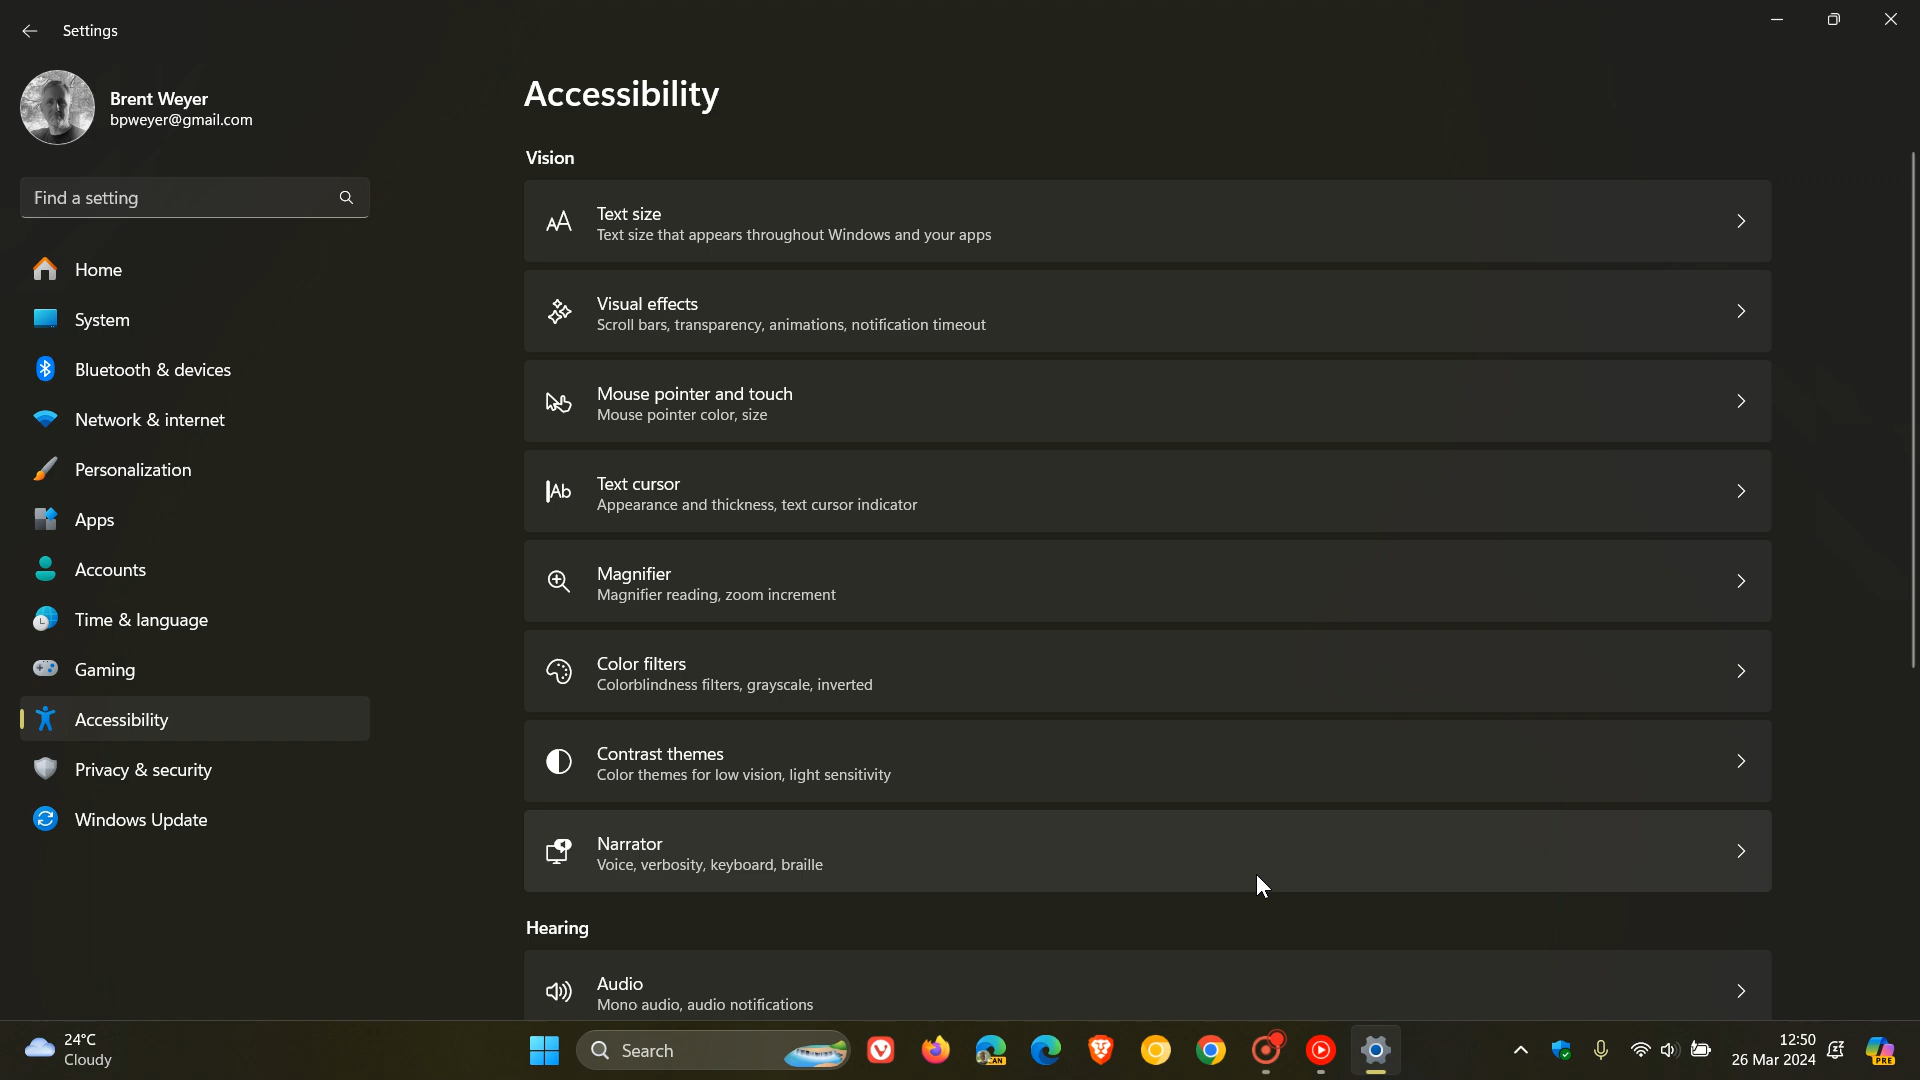 Settings
Brent Weyer
bpweyer@gmail.com
Find a setting
Home
System
Bluetooth & devices
Network & internet
Personalization
Apps
Accounts
Time & language
Gaming
Accessibility
Privacy & security
Windows Update
Accessibility
Vision
Text size
Text size that appears throughout Windows and your apps
Visual effects
Scroll bars, transparency, animations, notification timeout
Mouse pointer and touch
Mouse pointer color, size
Text cursor
Appearance and thickness, text cursor indicator
Magnifier
Magnifier reading, zoom increment
Color filters
Colorblindness filters, grayscale, inverted
Contrast themes
Color themes for low vision, light sensitivity
Narrator
Voice, verbosity, keyboard, braille
Hearing
Audio
Mono audio, audio notifications
24°C
Cloudy
Search
CAN
12:50
26 Mar 2024
PRE